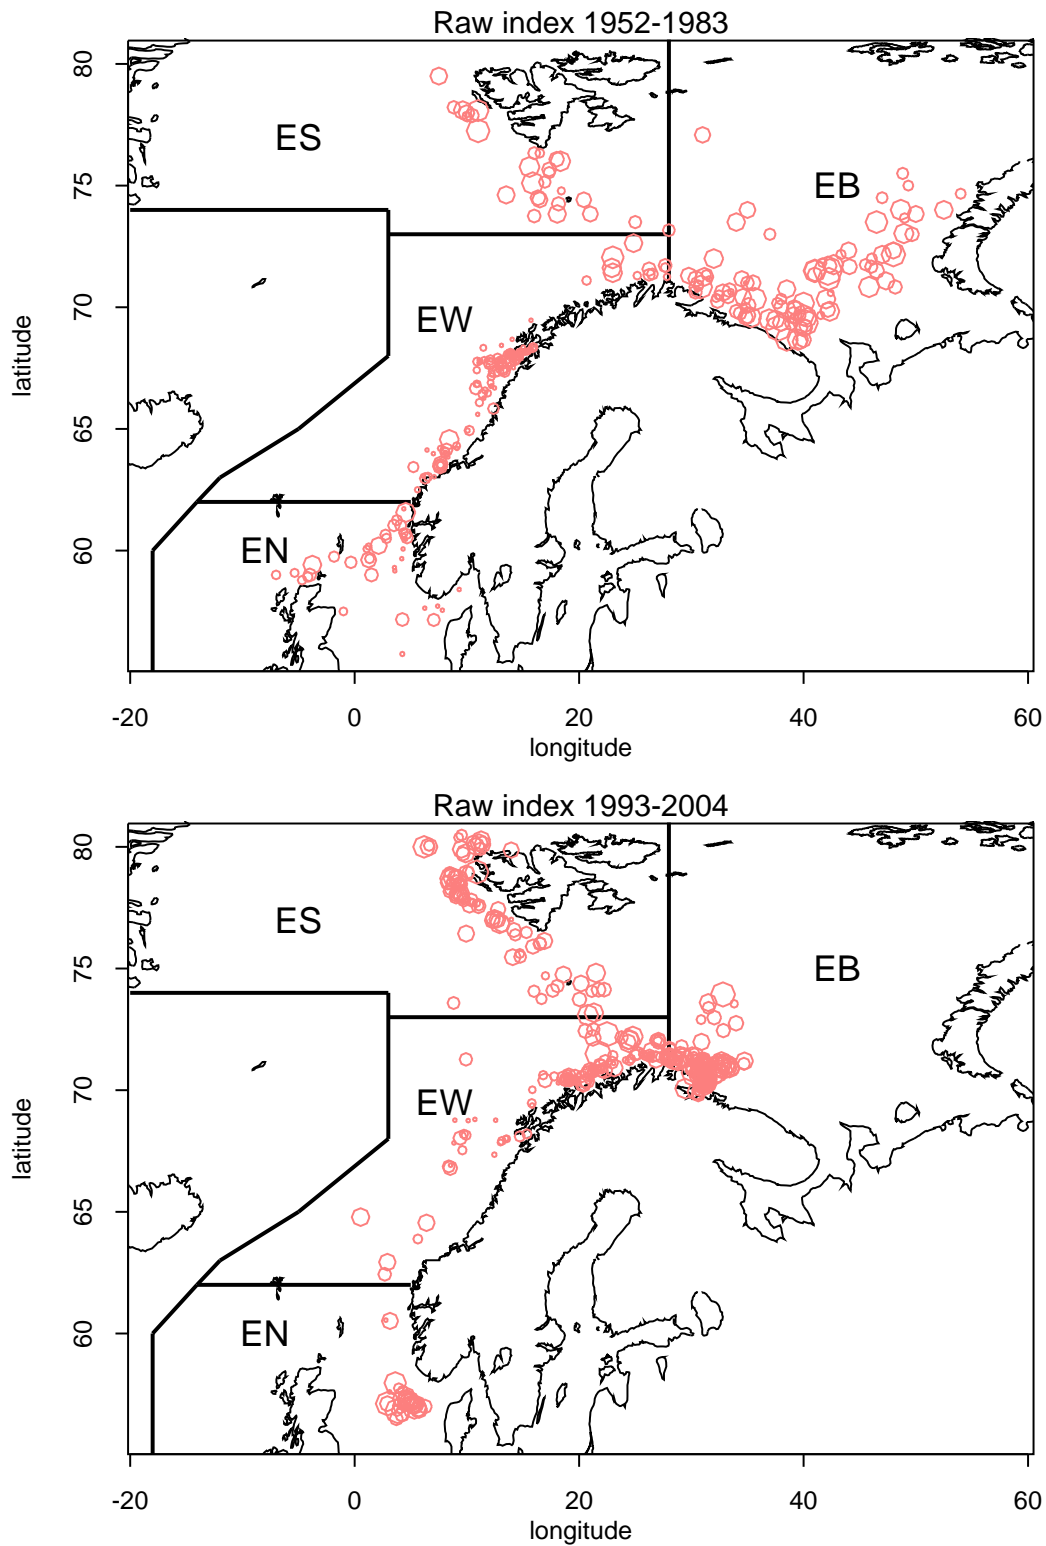 Raw index 1952-1983
80
ES
EB
75
70
EW
latitude
65
EN
60
-20 0 20 40 60
longitude
Raw index 1993-2004
80
ES
EB
75
70
EW
latitude
65
EN
60
-20 0 20 40 60
longitude